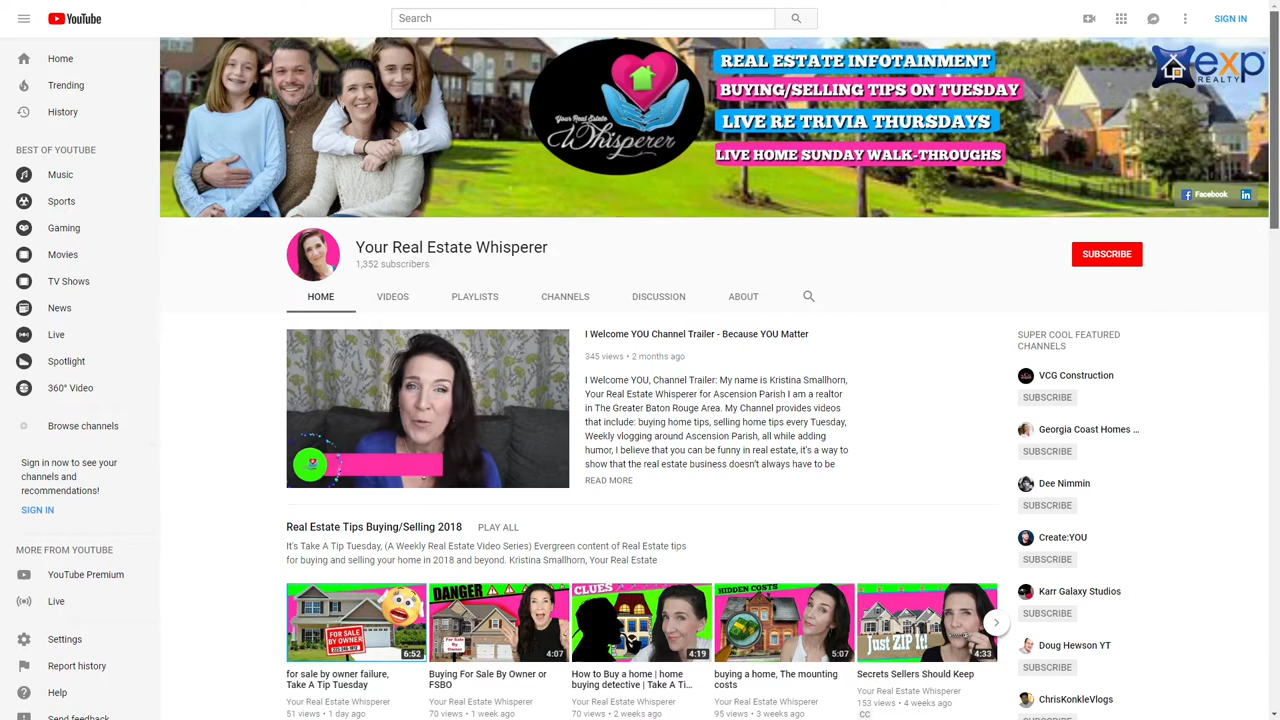 YouTube
Search
SIGN IN
Home
Trending
History
BEST OF YOUTUBE
Music
Sports
Gaming
Movies
TV Shows
News
Live
Spotlight
360° Video
Browse channels
Sign in now to see your
channels and
recommendations!
SIGN IN
MORE FROM YOUTUBE
YouTube Premium
Live
Settings
Report history
Help
Send feedback
Your Real Estate
Whisperer
REAL ESTATE INFOTAINMENT
BUYING/SELLING TIPS ON TUESDAY
LIVE RE TRIVIA THURSDAYS
LIVE HOME SUNDAY WALK-THROUGHS
exp
REALTY
Facebook
in
Your Real Estate Whisperer
1,352 subscribers
SUBSCRIBE
HOME
VIDEOS
PLAYLISTS
CHANNELS
DISCUSSION
ABOUT
I Welcome YOU Channel Trailer - Because YOU Matter
345 views • 2 months ago
I Welcome YOU, Channel Trailer: My name is Kristina Smallhorn,
Your Real Estate Whisperer for Ascension Parish I am a realtor
in The Greater Baton Rouge Area. My Channel provides videos
that include: buying home tips, selling home tips every Tuesday,
Weekly vlogging around Ascension Parish, all while adding
humor, I believe that you can be funny in real estate, it's a way to
show that the real estate business doesn't always have to be
READ MORE
Real Estate Tips Buying/Selling 2018
PLAY ALL
It's Take A Tip Tuesday, (A Weekly Real Estate Video Series) Evergreen content of Real Estate tips
for buying and selling your home in 2018 and beyond. Kristina Smallhorn, Your Real Estate
FOR SALE
BY OWNER
6:52
for sale by owner failure,
Take A Tip Tuesday
Your Real Estate Whisperer
51 views • 1 day ago
DANGER
For Sale
By
Owner
4:07
Buying For Sale By Owner or
FSBO
Your Real Estate Whisperer
70 views • 1 week ago
CLUES
4:19
How to Buy a home | home
buying detective | Take A Ti...
Your Real Estate Whisperer
70 views • 2 weeks ago
HIDDEN COSTS
5:07
buying a home, The mounting
costs
Your Real Estate Whisperer
95 views • 3 weeks ago
Just ZIP it!
4:33
Secrets Sellers Should Keep
Your Real Estate Whisperer
153 views • 4 weeks ago
CC
SUPER COOL FEATURED
CHANNELS
VCG Construction
SUBSCRIBE
Georgia Coast Homes ...
SUBSCRIBE
Dee Nimmin
SUBSCRIBE
Create:YOU
SUBSCRIBE
Karr Galaxy Studios
SUBSCRIBE
Doug Hewson YT
SUBSCRIBE
ChrisKonkleVlogs
SUBSCRIBE